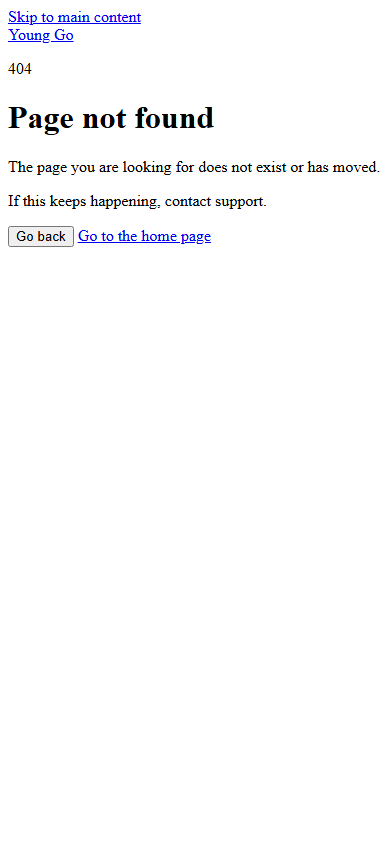 Skip to main content
Young Go
404
Page not found
The page you are looking for does not exist or has moved.
If this keeps happening, contact support.
Go back Go to the home page